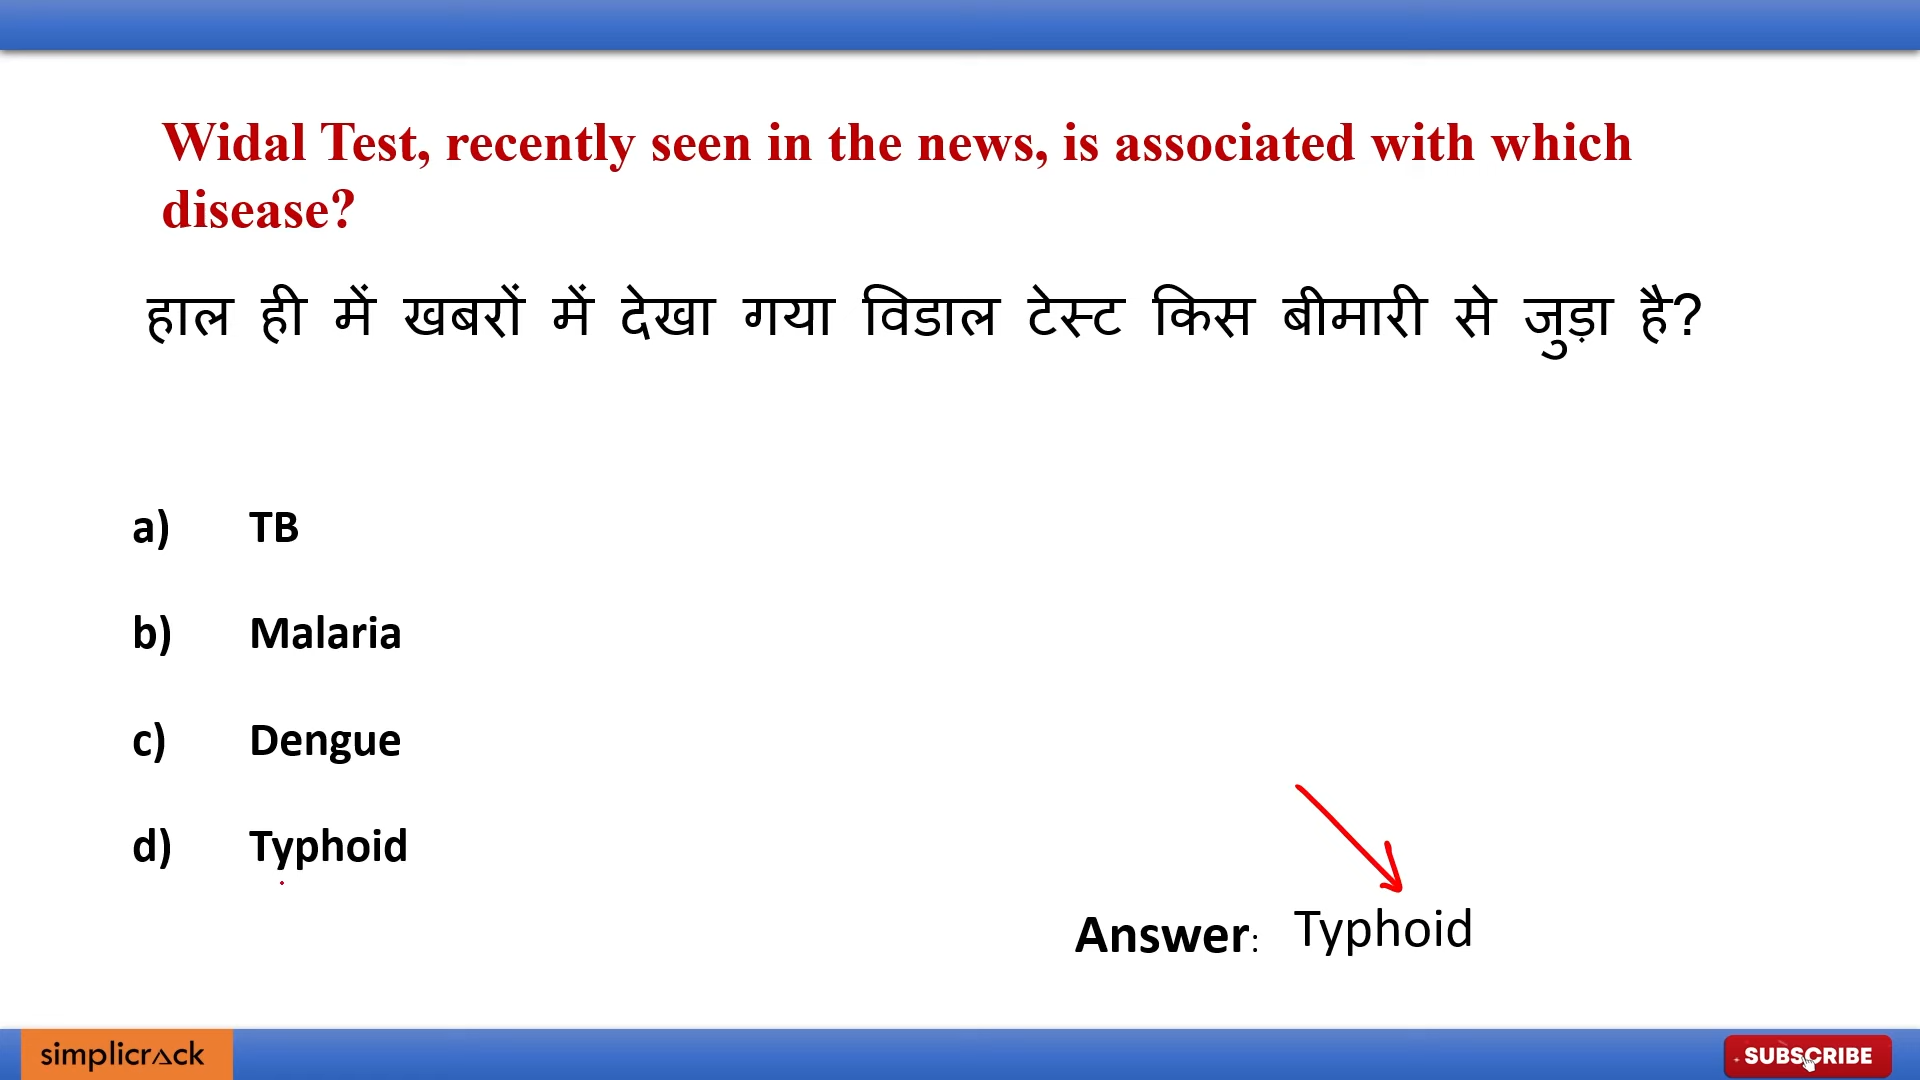 Widal Test, recently seen in the news, is associated with which
disease?
हाल ही में खबरों में देखा गया विडाल टेस्ट किस बीमारी से जुड़ा है?
a) TB
b) Malaria
c) Dengue
d) Typhoid
Answer: Typhoid
simplicrack
SUBSCRIBE